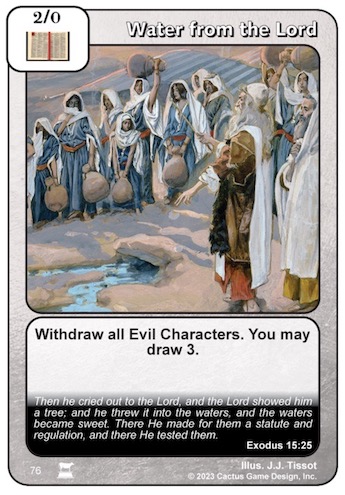 2/0
Water from the Lord
Withdraw all Evil Characters. You may
draw 3.
Then he cried out to the Lord, and the Lord showed him
a tree; and he threw it into the waters, and the waters
became sweet. There He made for them a statute and
regulation, and there He tested them.
Exodus 15:25
Illus. J.J. Tissot
76
© 2023 Cactus Game Design, Inc.